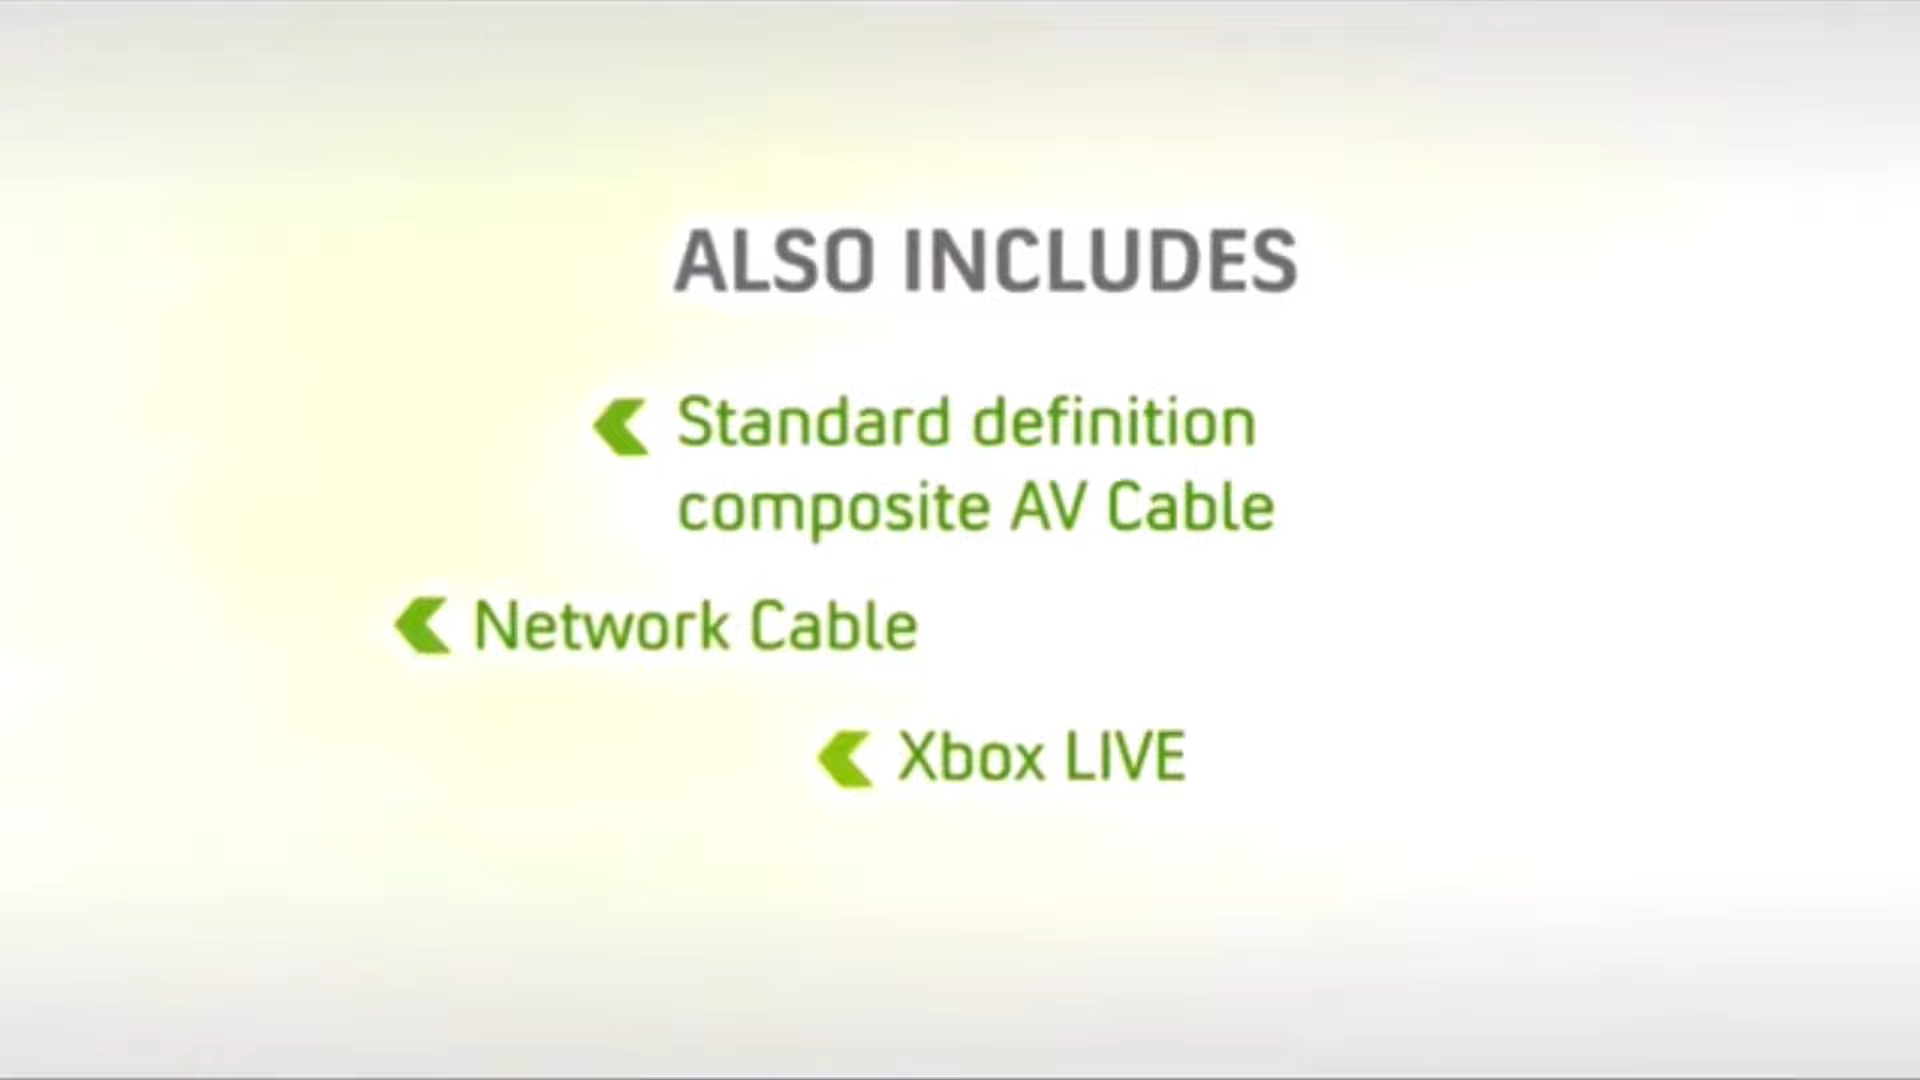 ALSO INCLUDES
Standard definition
composite AV Cable
Network Cable
Xbox LIVE